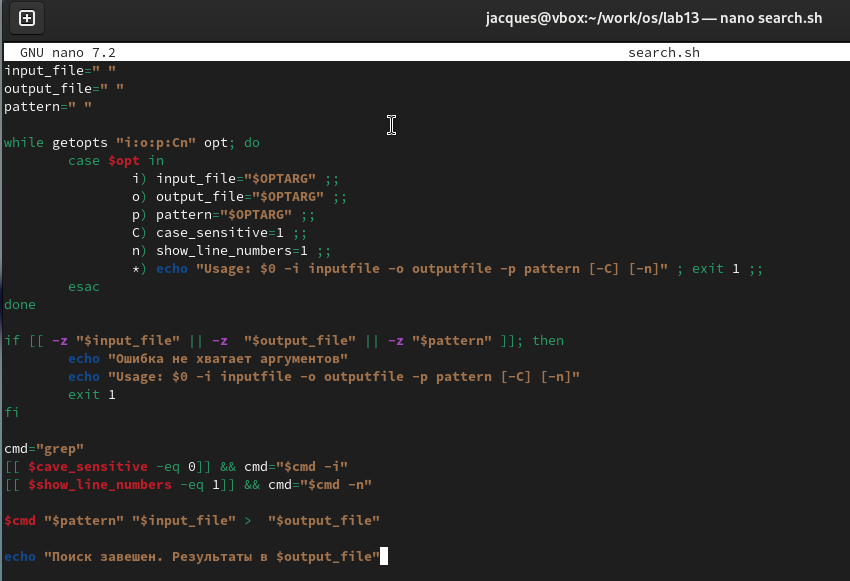 jacques@vbox:~/work/os/lab13 — nano search.sh
GNU nano 7.2 search.sh
input_file=" "
output_file=" "
pattern=" "
while getopts "i:o:p:Cn" opt; do
case $opt in
i) input_file="$OPTARG" ;;
o) output_file="$OPTARG" ;;
p) pattern="$OPTARG" ;;
C) case_sensitive=1 ;;
n) show_line_numbers=1 ;;
*) echo "Usage: $0 -i inputfile -o outputfile -p pattern [-C] [-n]" ; exit 1 ;;
esac
done
if [[ -z "$input_file" || -z  "$output_file" || -z "$pattern" ]]; then
echo "Ошибка не хватает аргументов"
echo "Usage: $0 -i inputfile -o outputfile -p pattern [-C] [-n]"
exit 1
fi
cmd="grep"
[[ $cave_sensitive -eq 0]] && cmd="$cmd -i"
[[ $show_line_numbers -eq 1]] && cmd="$cmd -n"
$cmd "$pattern" "$input_file" >  "$output_file"
echo "Поиск завешен. Результаты в $output_file"